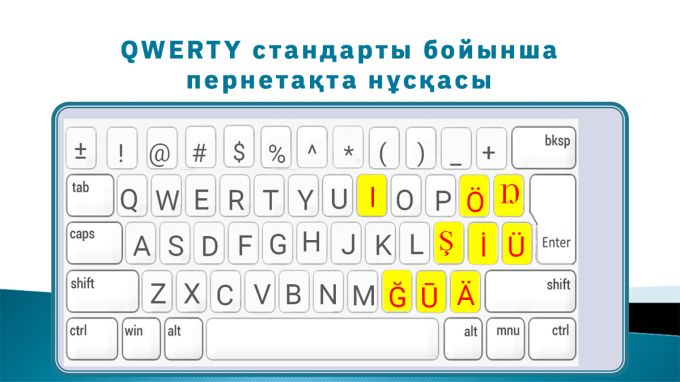 QWERTY стандарты бойынша
пернетақта нұсқасы
± ! @ # $ % ^ * ( ) _ + bksp
tab Q W E R T Y U I O P Ö Ŋ
caps A S D F G H J K L Ş İ Ü Enter
shift Z X C V B N M Ğ Ū Ä shift
ctrl win alt alt mnu ctrl